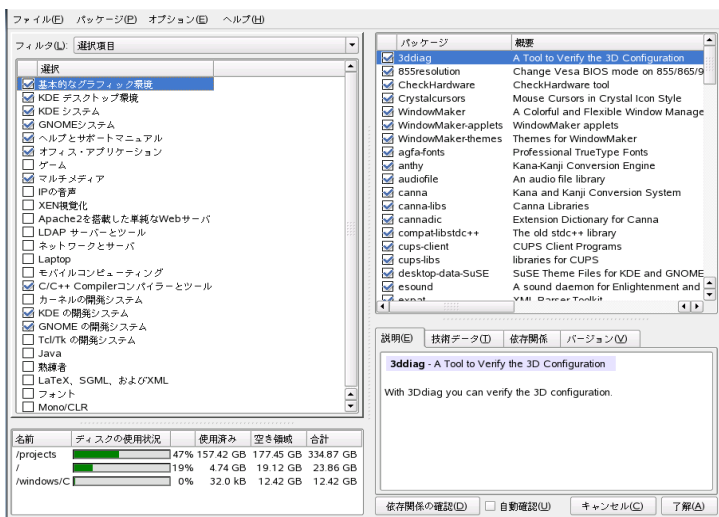 ファイル(F) パッケージ(P) オプション(E) ヘルプ(H)
フィルタ(L): 選択項目
選択
基本的なグラフィック環境
KDE デスクトップ環境
KDE システム
GNOMEシステム
ヘルプとサポートマニュアル
オフィス・アプリケーション
ゲーム
マルチメディア
IPの音声
XEN視覚化
Apache2を搭載した単純なWebサーバ
LDAP サーバーとツール
ネットワークとサーバ
Laptop
モバイルコンピューティング
C/C++ Compilerコンパイラーとツール
カーネルの開発システム
KDE の開発システム
GNOME の開発システム
Tcl/Tk の開発システム
Java
熟練者
LaTeX、SGML、およびXML
フォント
Mono/CLR
名前 ディスクの使用状況 使用済み 空き領域 合計
/projects 47% 157.42 GB 177.45 GB 334.87 GB
/ 19% 4.74 GB 19.12 GB 23.86 GB
/windows/C 0% 32.0 kB 12.42 GB 12.42 GB
パッケージ 概要
3ddiag A Tool to Verify the 3D Configuration
855resolution Change Vesa BIOS mode on 855/865/9
CheckHardware CheckHardware tool
Crystalcursors Mouse Cursors in Crystal Icon Style
WindowMaker A Colorful and Flexible Window Manage
WindowMaker-applets WindowMaker applets
WindowMaker-themes Themes for WindowMaker
agfa-fonts Professional TrueType Fonts
anthy Kana-Kanji Conversion Engine
audiofile An audio file library
canna Kana and Kanji Conversion System
canna-libs Canna Libraries
cannadic Extension Dictionary for Canna
compat-libstdc++ The old stdc++ library
cups-client CUPS Client Programs
cups-libs libraries for CUPS
desktop-data-SuSE SuSE Theme Files for KDE and GNOME
esound A sound daemon for Enlightenment and
expat XML Parser Toolkit
説明(E) 技術データ(T) 依存関係 バージョン(V)
3ddiag - A Tool to Verify the 3D Configuration
With 3Ddiag you can verify the 3D configuration.
依存関係の確認(D) 自動確認(U) キャンセル(C) 了解(A)